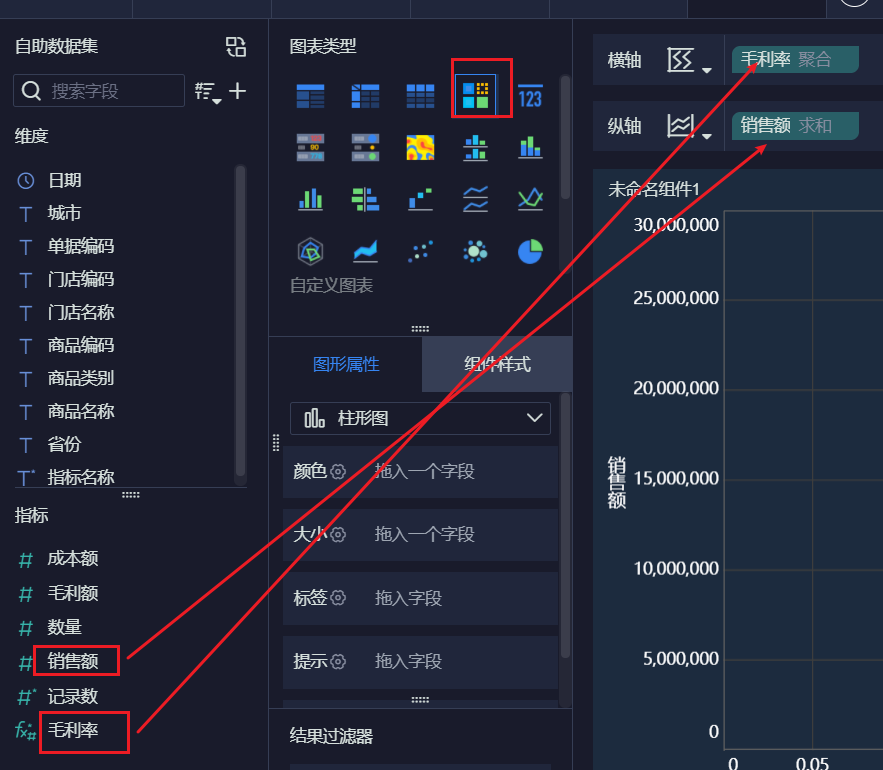 自助数据集
搜索字段
维度
日期
城市
单据编码
门店编码
门店名称
商品编码
商品类别
商品名称
省份
指标名称
指标
成本额
毛利额
数量
销售额
记录数
毛利率
图表类型
123
90
自定义图表
图形属性
组件样式
柱形图
颜色 拖入一个字段
大小 拖入一个字段
标签 拖入字段
提示 拖入字段
结果过滤器
横轴 毛利率 聚合
纵轴 销售额 求和
未命名组件1
30,000,000
25,000,000
20,000,000
销售额
15,000,000
10,000,000
5,000,000
0
0 0.05